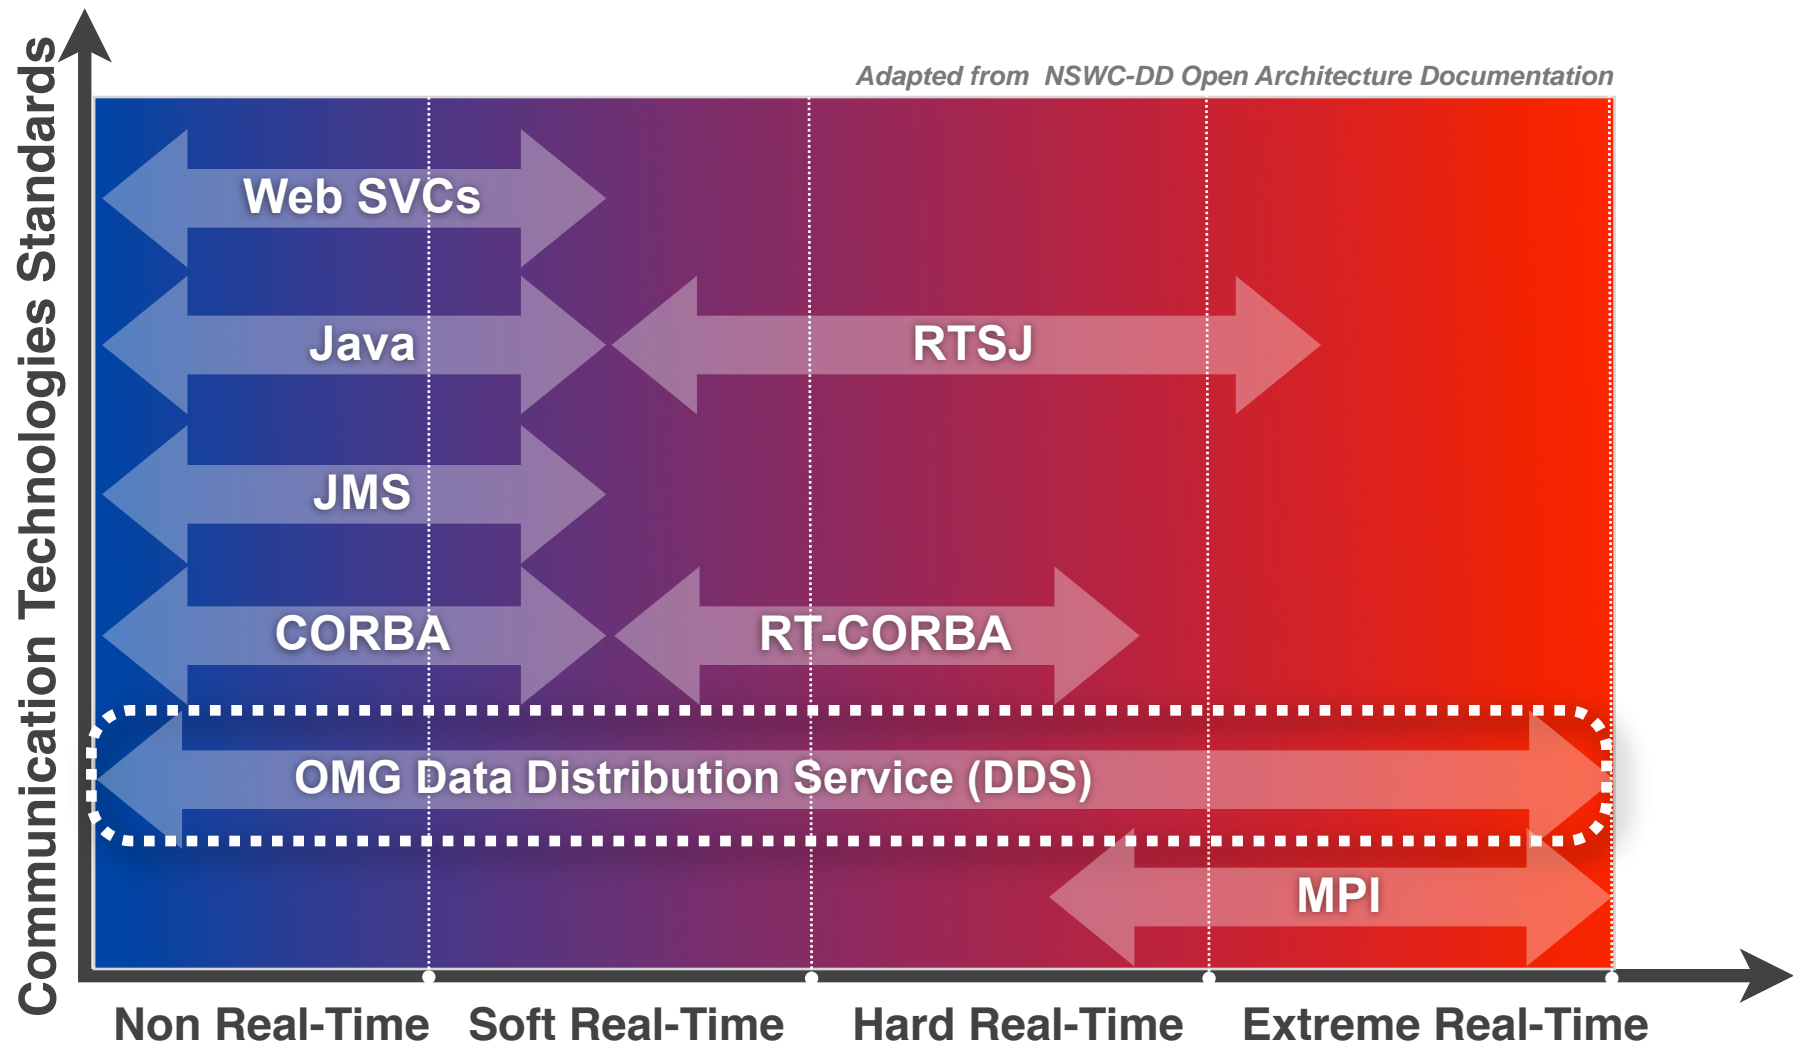 Communication Technologies Standards
Adapted from NSWC-DD Open Architecture Documentation
Web SVCs
Java
RTSJ
JMS
CORBA
RT-CORBA
OMG Data Distribution Service (DDS)
MPI
Non Real-Time
Soft Real-Time
Hard Real-Time
Extreme Real-Time